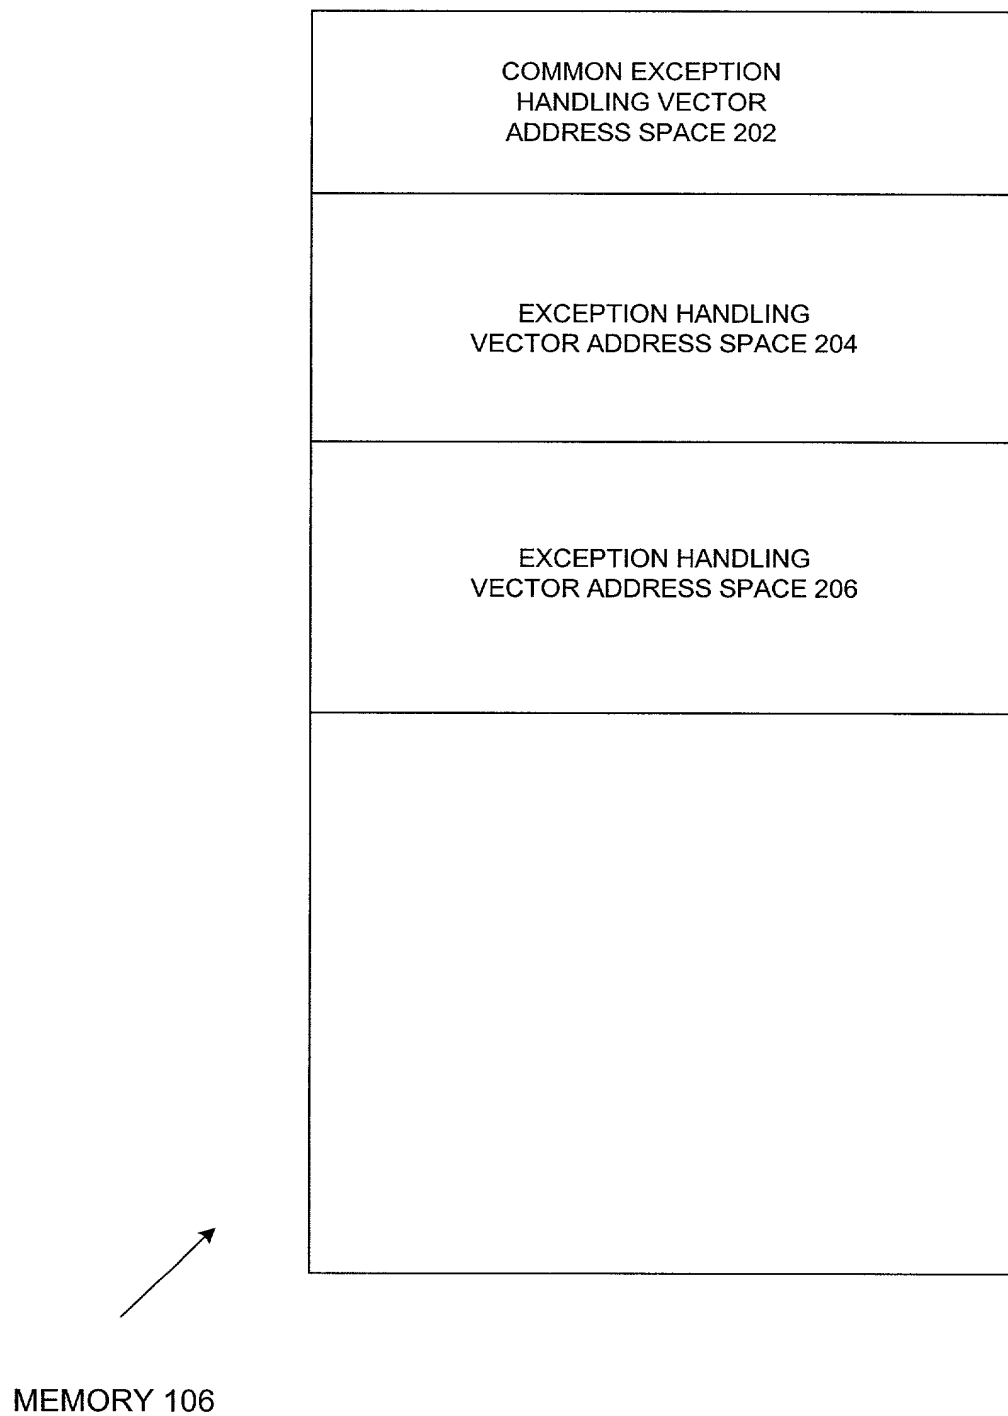 COMMON EXCEPTION
HANDLING VECTOR
ADDRESS SPACE 202
EXCEPTION HANDLING
VECTOR ADDRESS SPACE 204
EXCEPTION HANDLING
VECTOR ADDRESS SPACE 206
MEMORY 106